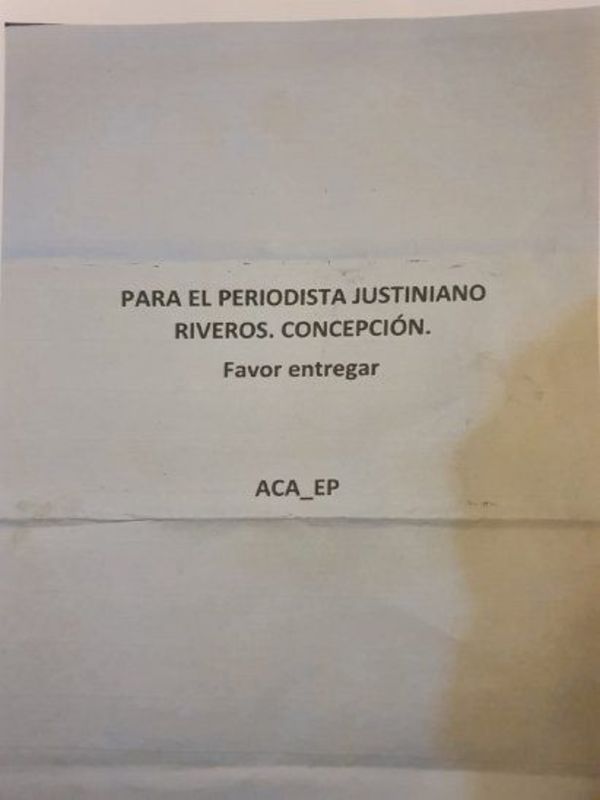 PARA EL PERIODISTA JUSTINIANO
RIVEROS. CONCEPCIÓN.
Favor entregar
ACA_EP